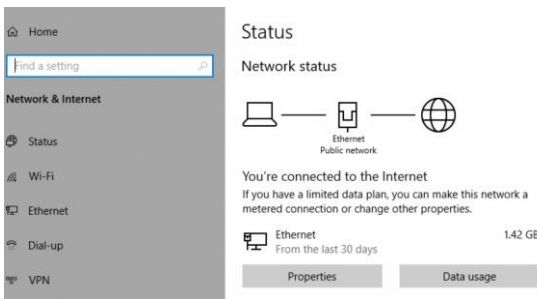 Home
Find a setting
Network & Internet
Status
Wi-Fi
Ethernet
Dial-up
VPN
Status
Network status
Ethernet
Public network
You're connected to the Internet
If you have a limited data plan, you can make this network a
metered connection or change other properties.
Ethernet 1.42 GB
From the last 30 days
Properties Data usage